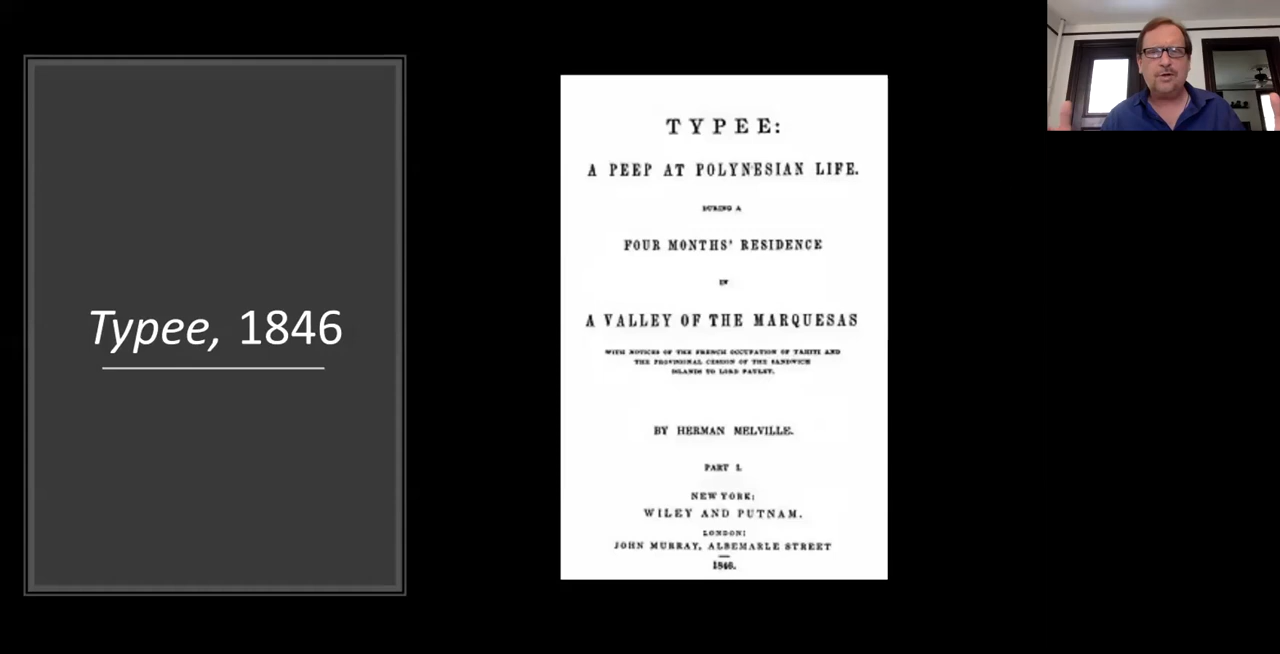 Typee, 1846
TYPEE:
A PEEP AT POLYNESIAN LIFE.
DURING A
FOUR MONTHS' RESIDENCE
IN
A VALLEY OF THE MARQUESAS
WITH NOTICES OF THE FRENCH OCCUPATION OF TAHITI AND
THE PROVISIONAL CESSION OF THE SANDWICH
ISLANDS TO LORD PAULET.
BY HERMAN MELVILLE.
PART I.
NEW YORK:
WILEY AND PUTNAM.
LONDON:
JOHN MURRAY, ALBEMARLE STREET
1846.